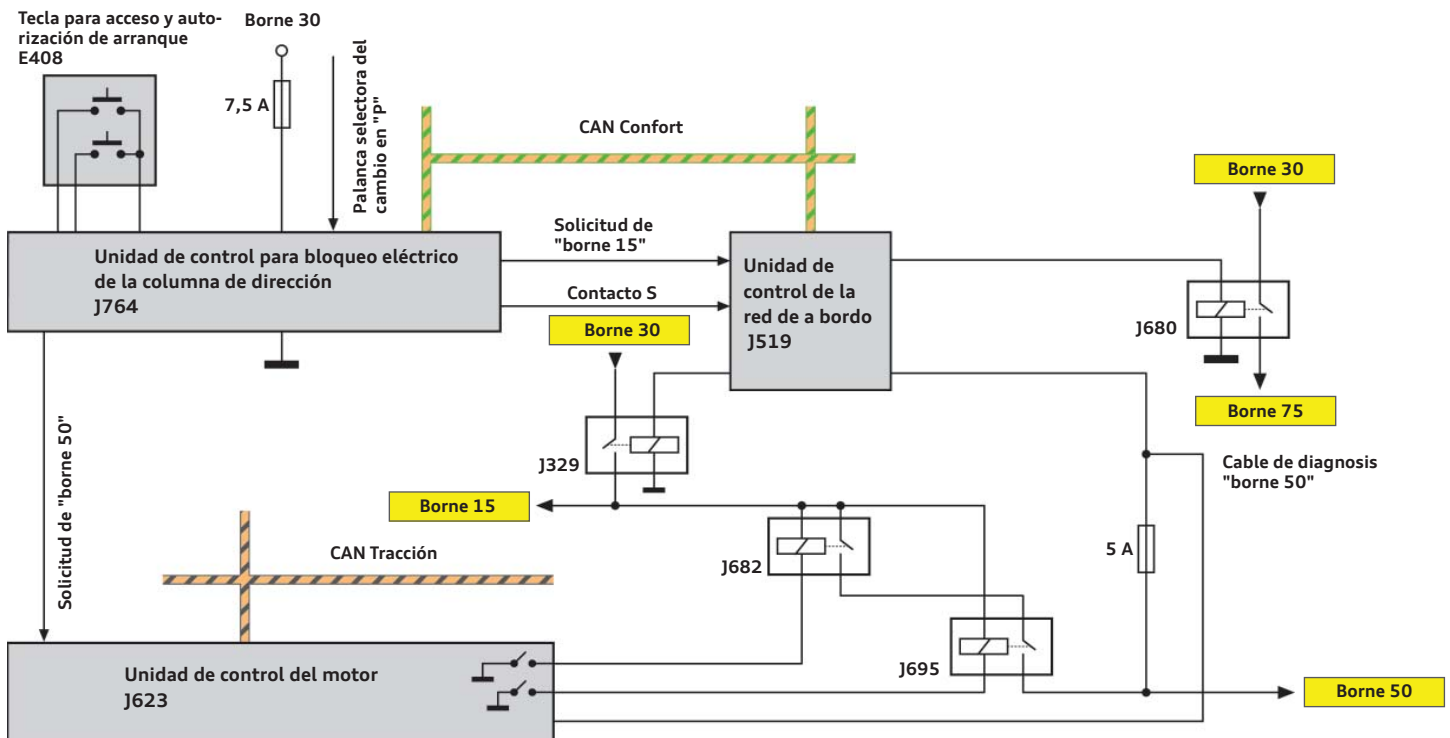 Tecla para acceso y auto-
rización de arranque
E408
Borne 30
7,5 A
Palanca selectora del
cambio en "P"
CAN Confort
Borne 30
Unidad de control para bloqueo eléctrico
de la columna de dirección
J764
Solicitud de
"borne 15"
Contacto S
Unidad de
control de la
red de a bordo
J519
J680
Borne 30
Borne 75
J329
Cable de diagnosis
"borne 50"
Solicitud de "borne 50"
Borne 15
CAN Tracción
J682
5 A
J695
Unidad de control del motor
J623
Borne 50